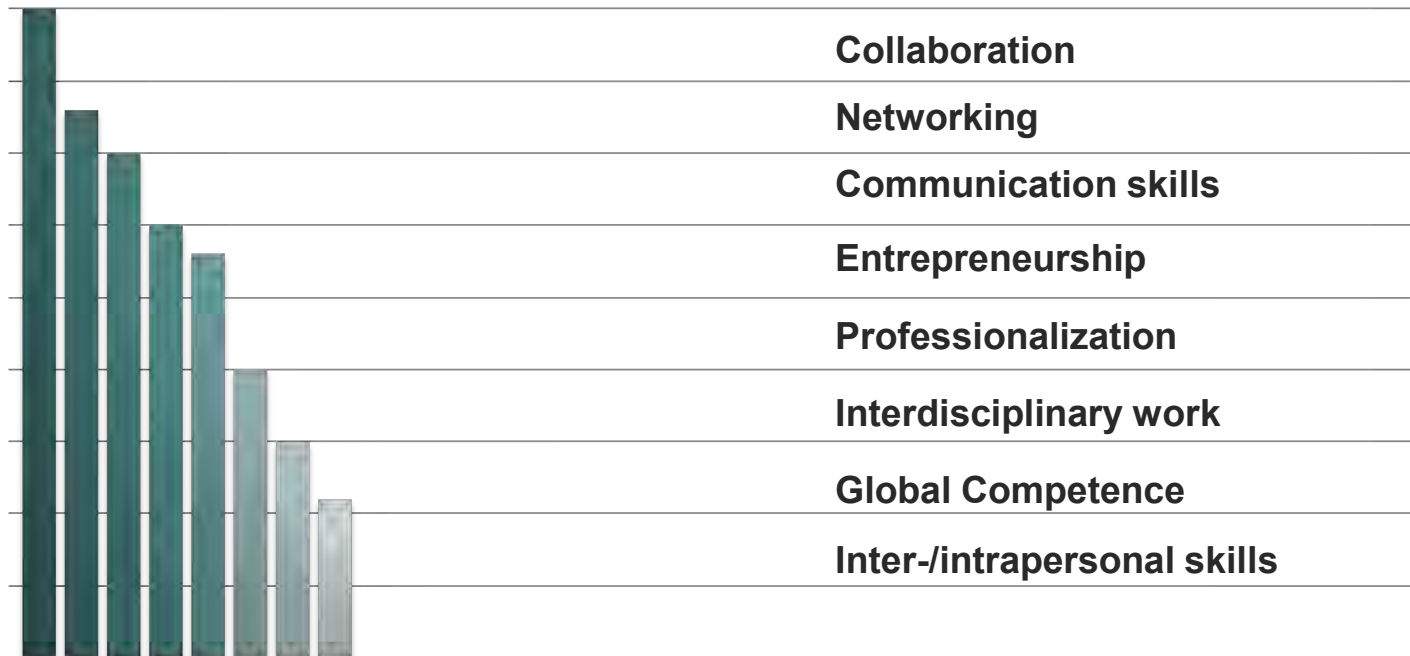 Collaboration
Networking
Communication skills
Entrepreneurship
Professionalization
Interdisciplinary work
Global Competence
Inter-/intrapersonal skills